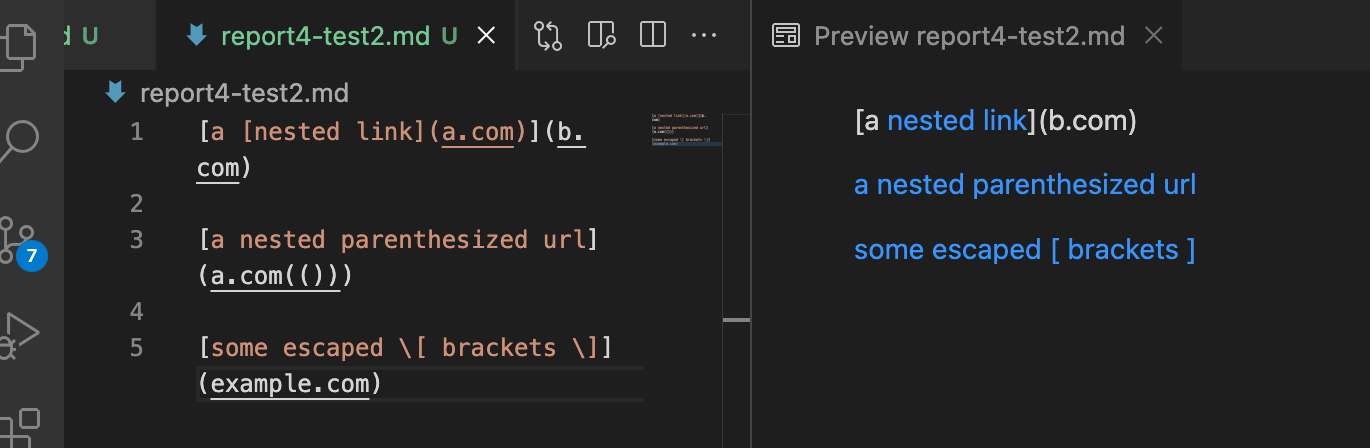 d U
report4-test2.md U
Preview report4-test2.md
report4-test2.md
1 [a [nested link](a.com)](b.
com)
2
3 [a nested parenthesized url]
(a.com(()))
4
5 [some escaped \[ brackets \]]
(example.com)
7
[a nested link](b.com)
a nested parenthesized url
some escaped [ brackets ]